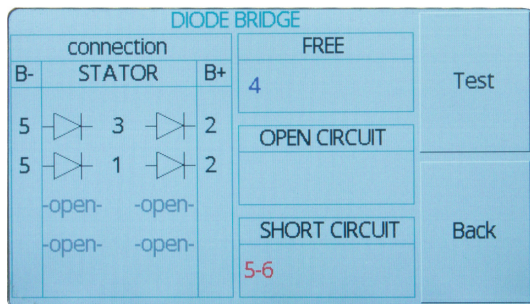 DIODE BRIDGE
connection
B- STATOR B+
5 3 2
5 1 2
-open- -open-
-open- -open-
FREE
4
OPEN CIRCUIT
SHORT CIRCUIT
5-6
Test
Back